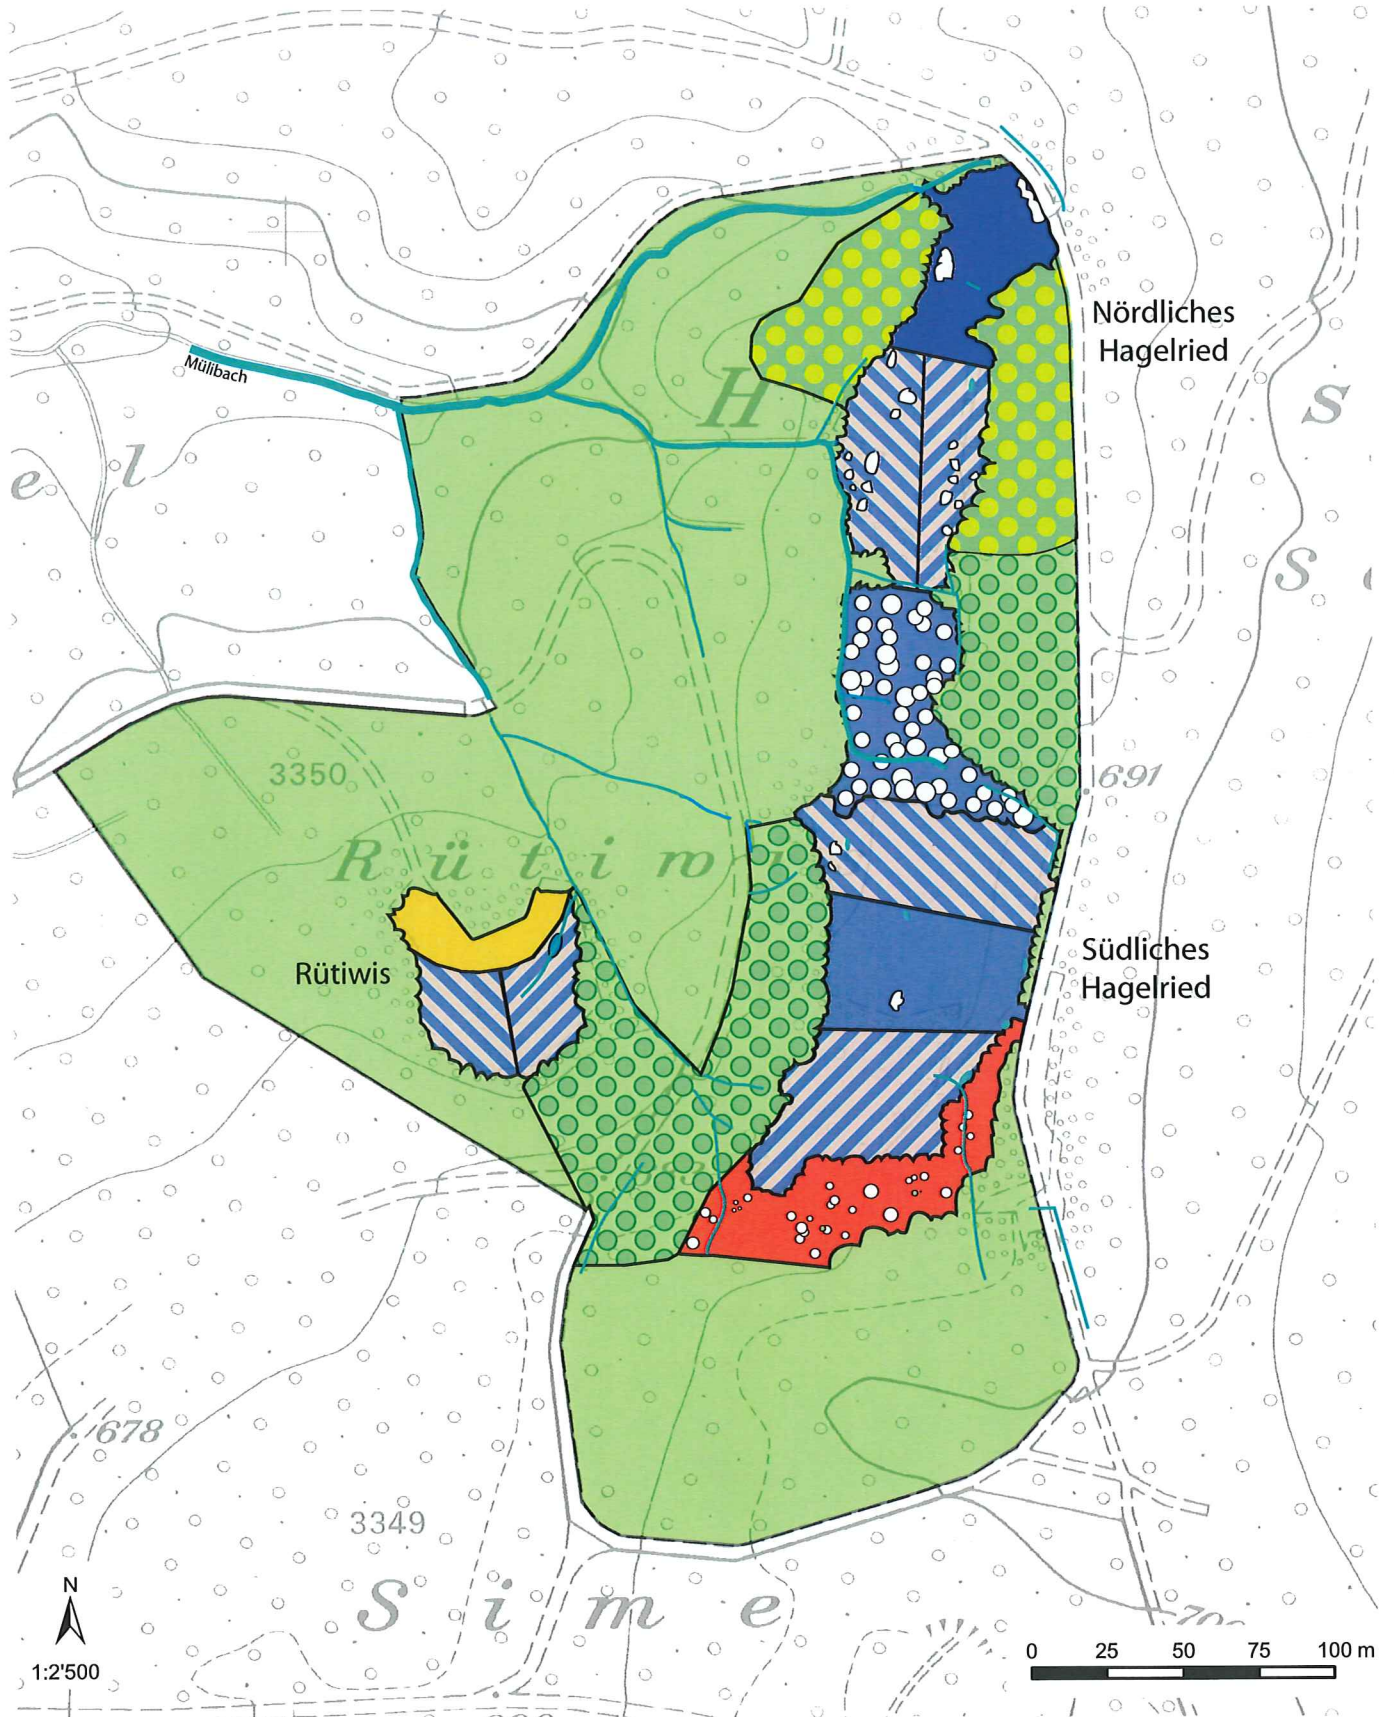 Nördliches
Hagelried
Mülibach
H
S
e l
S
3350
691
R ü t i w i
Rütiwis
Südliches
Hagelried
678
3349
S i m e
N
1:2'500
0 25 50 75 100 m